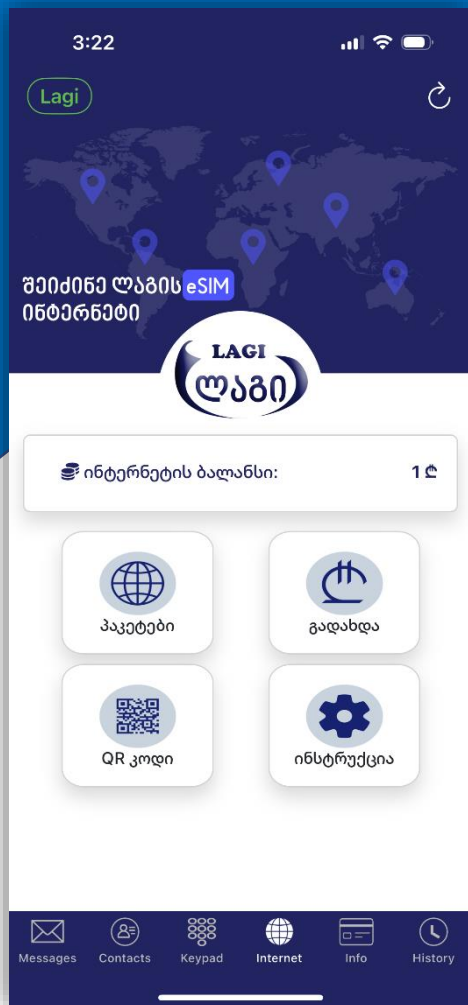 3:22
Lagi
შეიძინე ლაგის eSIM
ინტერნეტი
LAGI
ლაგი
ინტერნეტის ბალანსი: 1 ₾
პაკეტები
გადახდა
QR კოდი
ინსტრუქცია
Messages Contacts Keypad Internet Info History